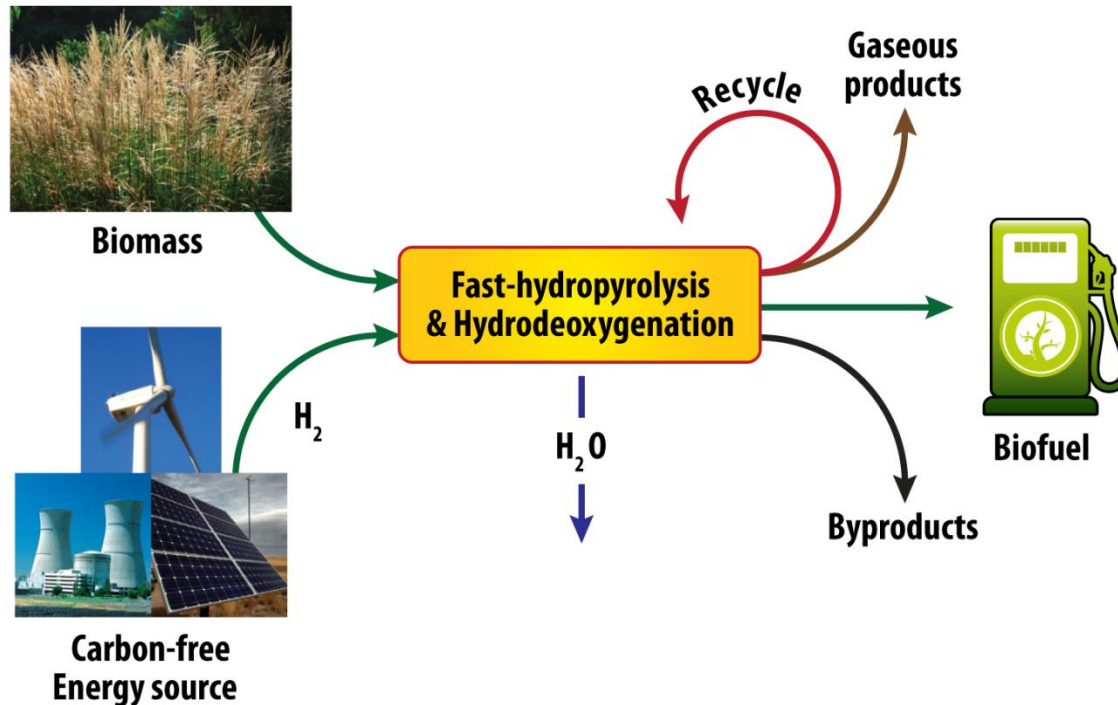 Biomass
Carbon-free
Energy source
H₂
Fast-hydropyrolysis
& Hydrodeoxygenation
H₂O
Recycle
Gaseous
products
Biofuel
Byproducts